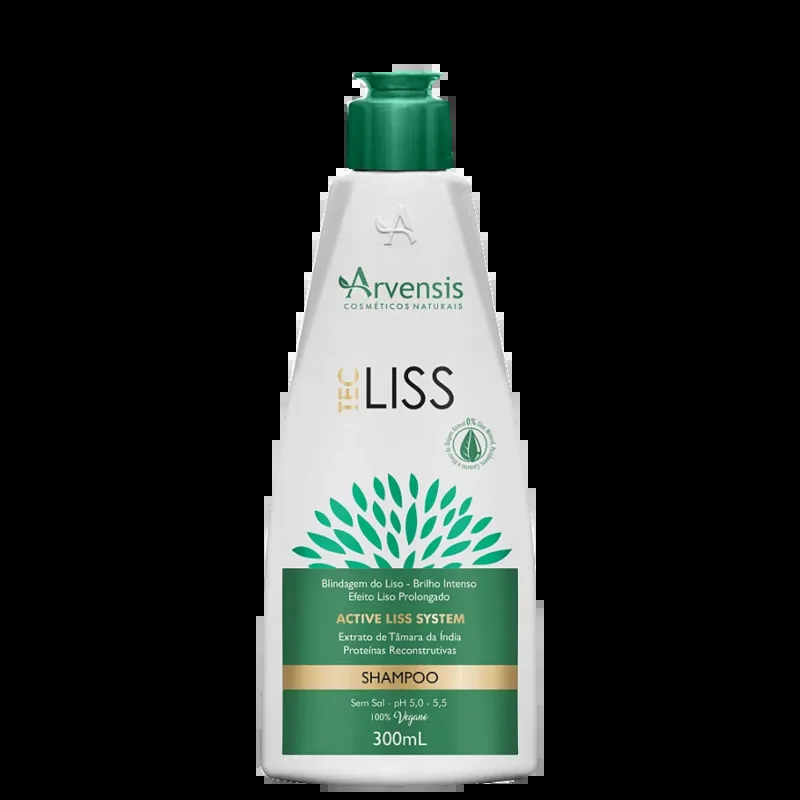 Arvensis
COSMÉTICOS NATURAIS
TEC LISS
0%
Blindagem do Liso - Brilho Intenso
Efeito Liso Prolongado
ACTIVE LISS SYSTEM
Extrato de Tâmara da Índia
Proteínas Reconstrutivas
SHAMPOO
Sem Sal - pH 5,0 - 5,5
100% Vegano
300mL